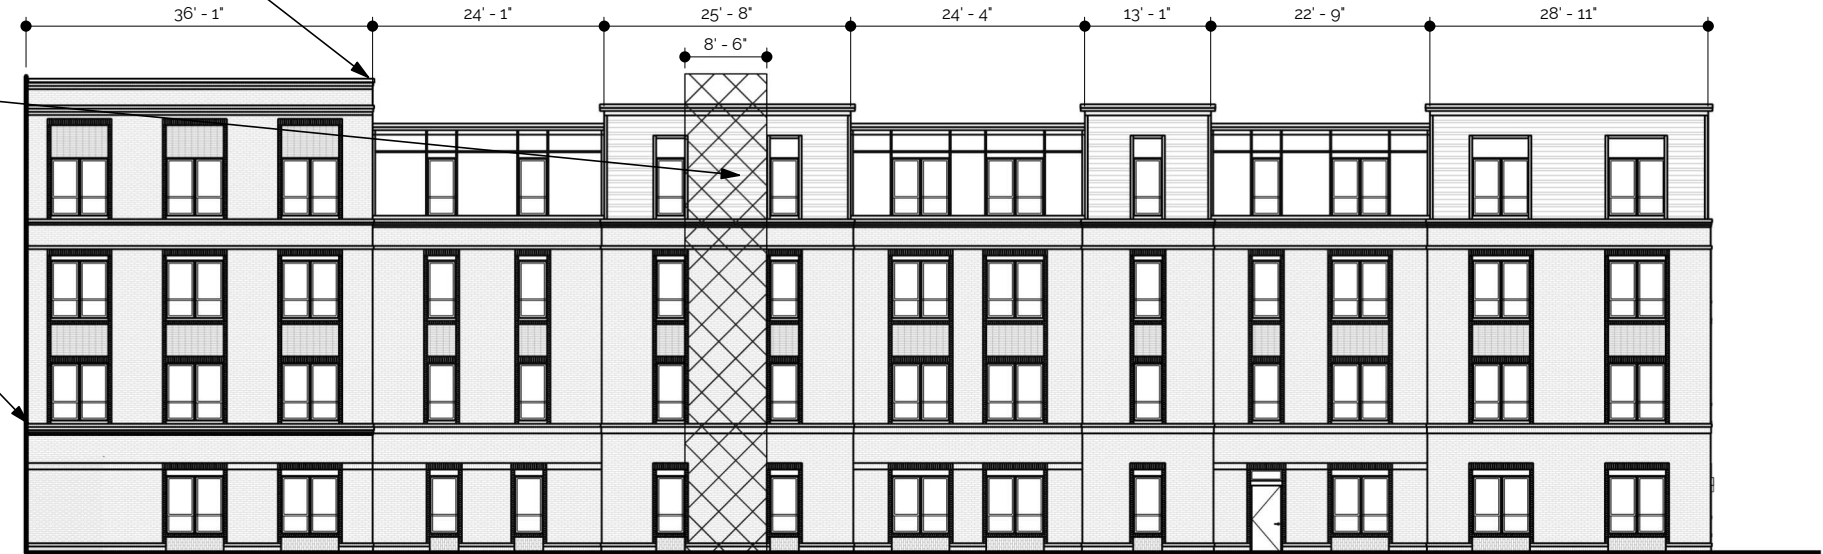 36' - 1"
24' - 1"
25' - 8"
24' - 4"
13' - 1"
22' - 9"
28' - 11"
8' - 6"